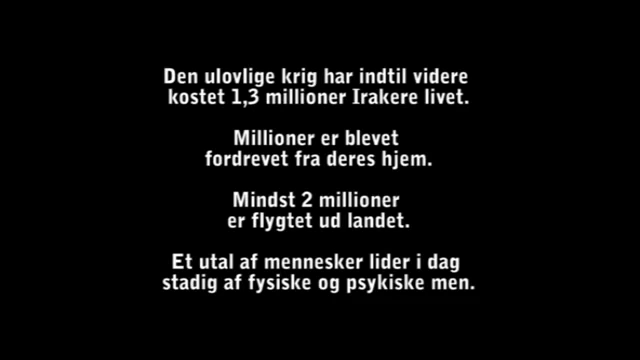 Den ulovlige krig har indtil videre
kostet 1,3 millioner Irakere livet.
Millioner er blevet
fordrevet fra deres hjem.
Mindst 2 millioner
er flygtet ud landet.
Et utal af mennesker lider i dag
stadig af fysiske og psykiske men.